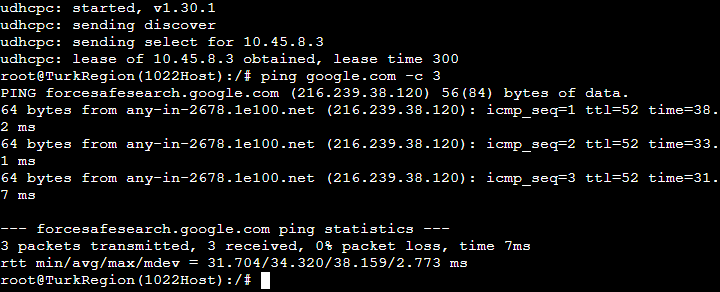 udhcpc: started, v1.30.1
udhcpc: sending discover
udhcpc: sending select for 10.45.8.3
udhcpc: lease of 10.45.8.3 obtained, lease time 300
root@TurkRegion(1022Host):/# ping google.com -c 3
PING forcesafesearch.google.com (216.239.38.120) 56(84) bytes of data.
64 bytes from any-in-2678.1e100.net (216.239.38.120): icmp_seq=1 ttl=52 time=38.
2 ms
64 bytes from any-in-2678.1e100.net (216.239.38.120): icmp_seq=2 ttl=52 time=33.
1 ms
64 bytes from any-in-2678.1e100.net (216.239.38.120): icmp_seq=3 ttl=52 time=31.
7 ms

--- forcesafesearch.google.com ping statistics ---
3 packets transmitted, 3 received, 0% packet loss, time 7ms
rtt min/avg/max/mdev = 31.704/34.320/38.159/2.773 ms
root@TurkRegion(1022Host):/#